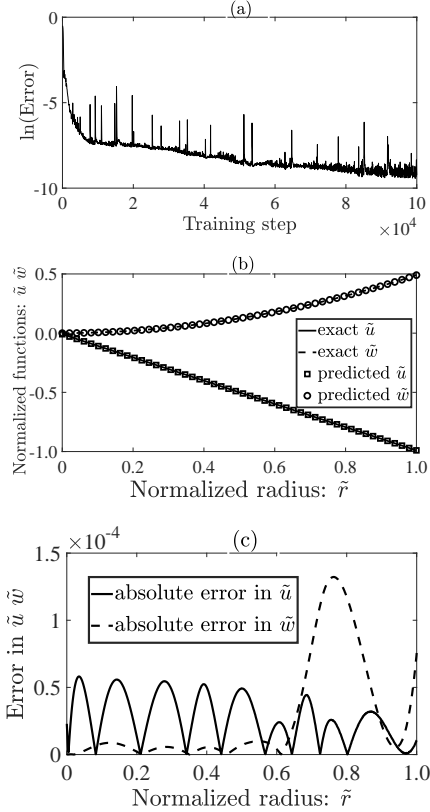 (a)
ln(Error)
0
-5
-10
0 2 4 6 8 10
Training step
×10⁴
(b)
Normalized functions: ũ w̃
0.5
0.0
-0.5
-1.0
exact ũ
exact w̃
predicted ũ
predicted w̃
0 0.2 0.4 0.6 0.8 1.0
Normalized radius: r̃
(c)
×10⁻⁴
Error in ũ w̃
1.5
1
0.5
0
absolute error in ũ
absolute error in w̃
0 0.2 0.4 0.6 0.8 1.0
Normalized radius: r̃